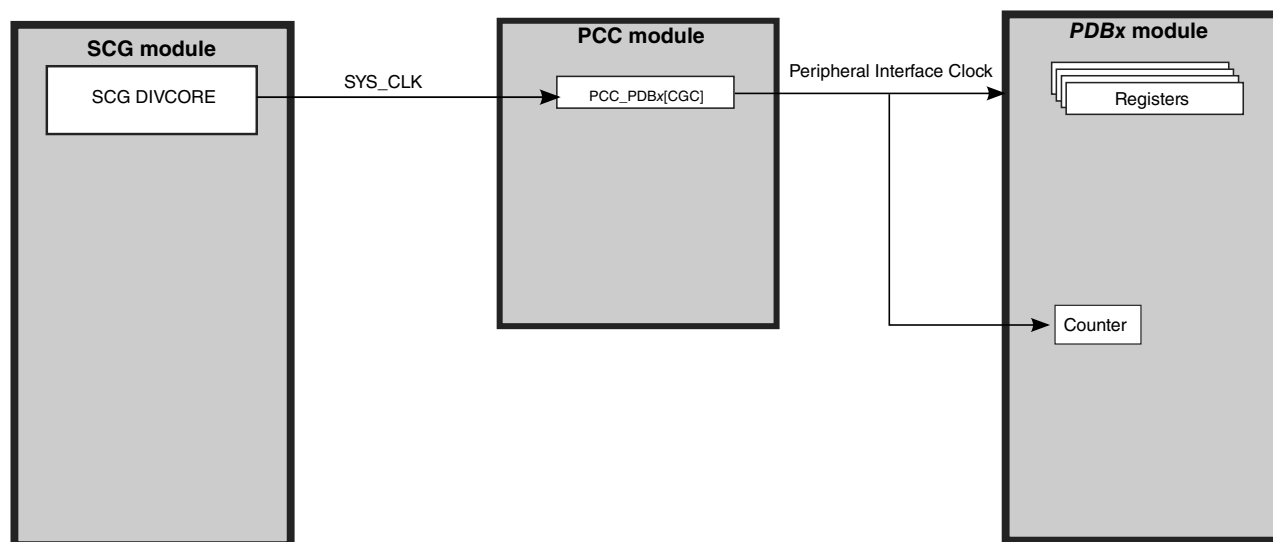 SCG module
SCG DIVCORE
SYS_CLK
PCC module
PCC_PDBx[CGC]
Peripheral Interface Clock
PDBx module
Registers
Counter